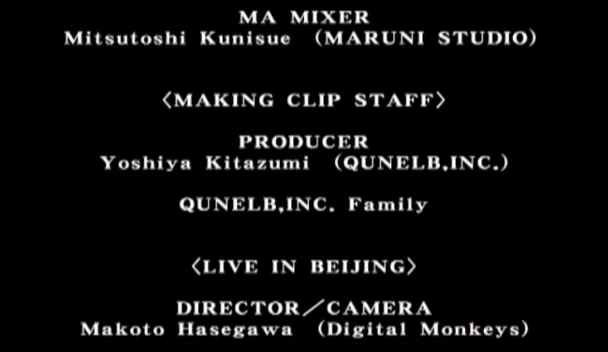 MA MIXER
Mitsutoshi Kunisue (MARUNI STUDIO)
〈MAKING CLIP STAFF〉
PRODUCER
Yoshiya Kitazumi (QUNELB,INC.)
QUNELB,INC. Family
〈LIVE IN BEIJING〉
DIRECTOR／CAMERA
Makoto Hasegawa (Digital Monkeys)